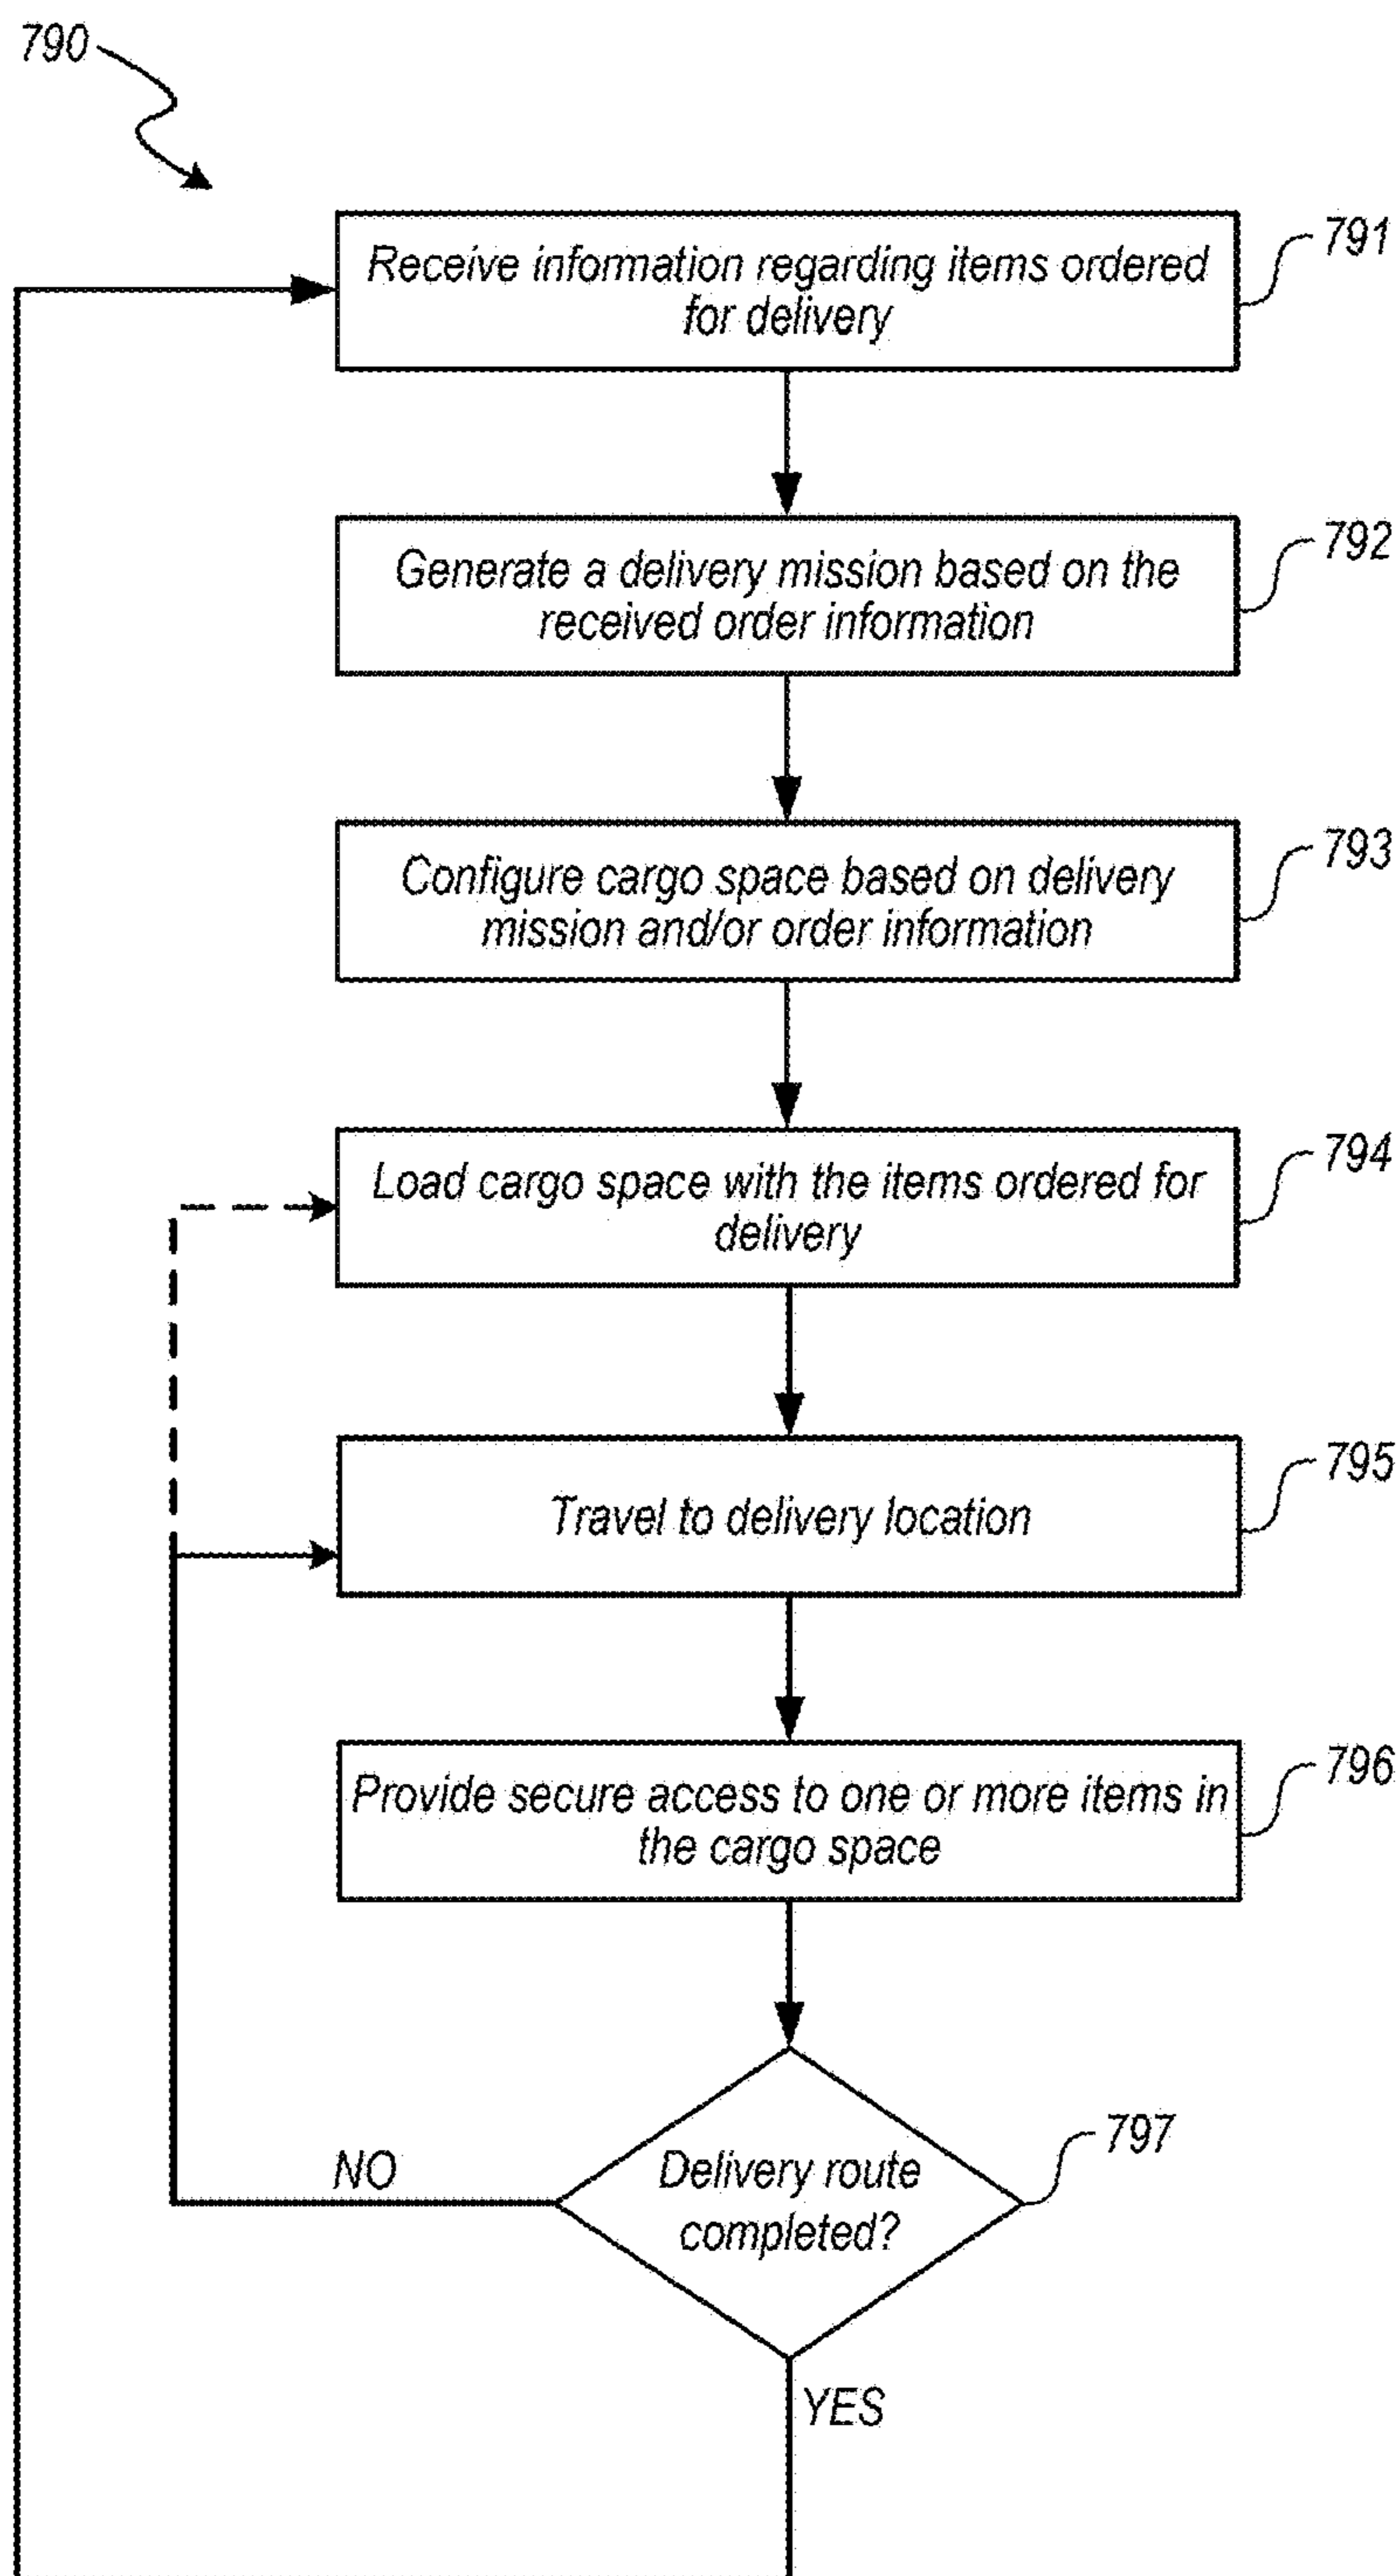 790
Receive information regarding items ordered
for delivery
791
Generate a delivery mission based on the
received order information
792
Configure cargo space based on delivery
mission and/or order information
793
Load cargo space with the items ordered for
delivery
794
Travel to delivery location
795
Provide secure access to one or more items in
the cargo space
796
Delivery route
completed?
797
NO
YES